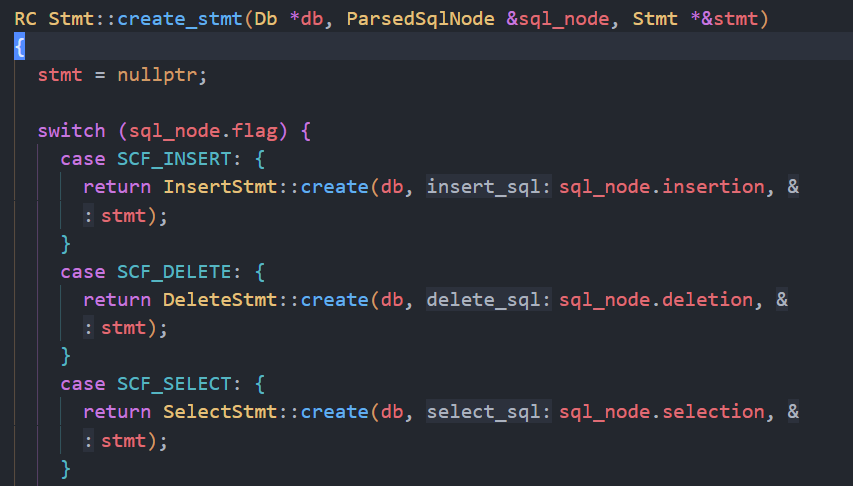 RC Stmt::create_stmt(Db *db, ParsedSqlNode &sql_node, Stmt *&stmt)
{
  stmt = nullptr;

  switch (sql_node.flag) {
    case SCF_INSERT: {
      return InsertStmt::create(db, insert_sql: sql_node.insertion, &
      : stmt);
    }
    case SCF_DELETE: {
      return DeleteStmt::create(db, delete_sql: sql_node.deletion, &
      : stmt);
    }
    case SCF_SELECT: {
      return SelectStmt::create(db, select_sql: sql_node.selection, &
      : stmt);
    }